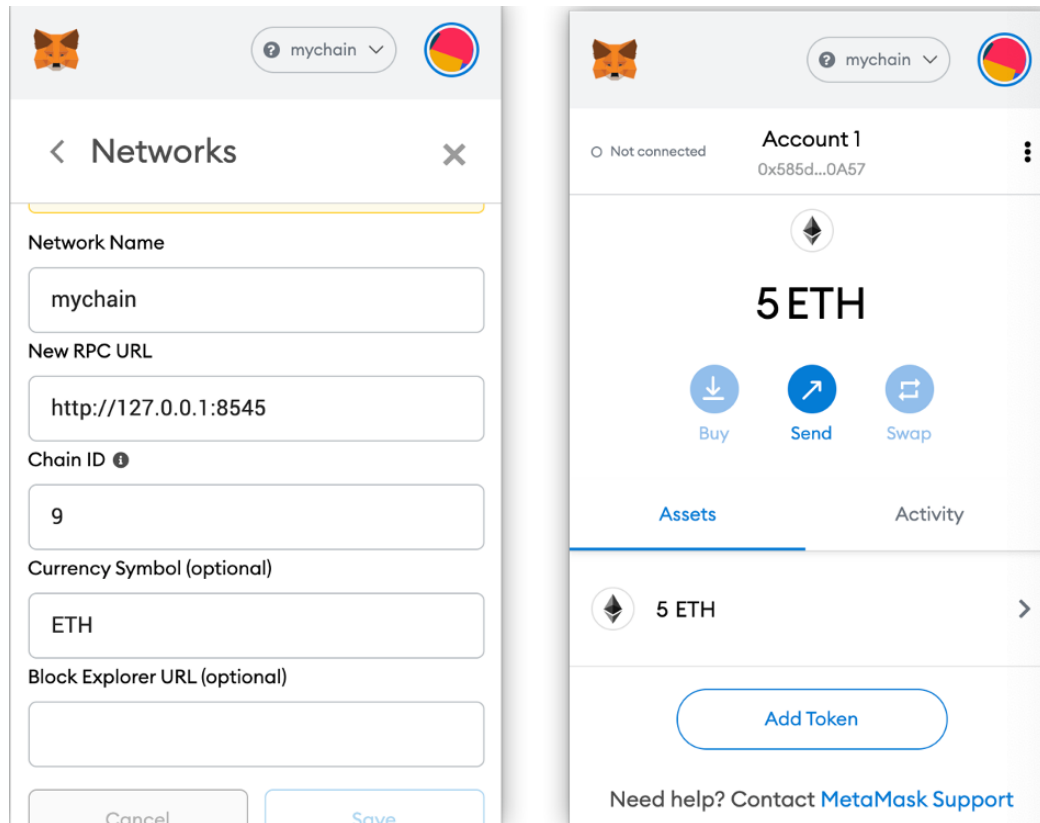 mychain
Networks
Network Name
mychain
New RPC URL
http://127.0.0.1:8545
Chain ID
9
Currency Symbol (optional)
ETH
Block Explorer URL (optional)
Cancel
Save
mychain
Not connected
Account 1
0x585d...0A57
5 ETH
Buy
Send
Swap
Assets
Activity
5 ETH
Add Token
Need help? Contact MetaMask Support